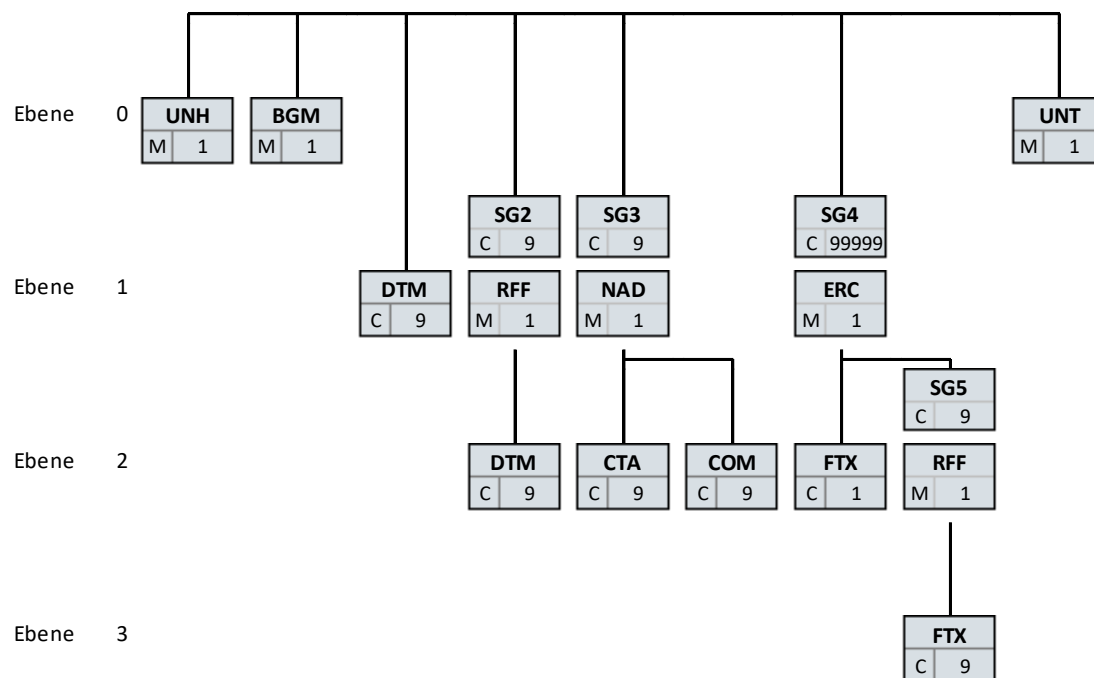 Ebene 0 UNH BGM UNT
M 1 M 1 M 1
SG2 SG3 SG4
C 9 C 9 C 99999
Ebene 1 DTM RFF NAD ERC
C 9 M 1 M 1 M 1
SG5
C 9
Ebene 2 DTM CTA COM FTX RFF
C 9 C 9 C 9 C 1 M 1
Ebene 3 FTX
C 9